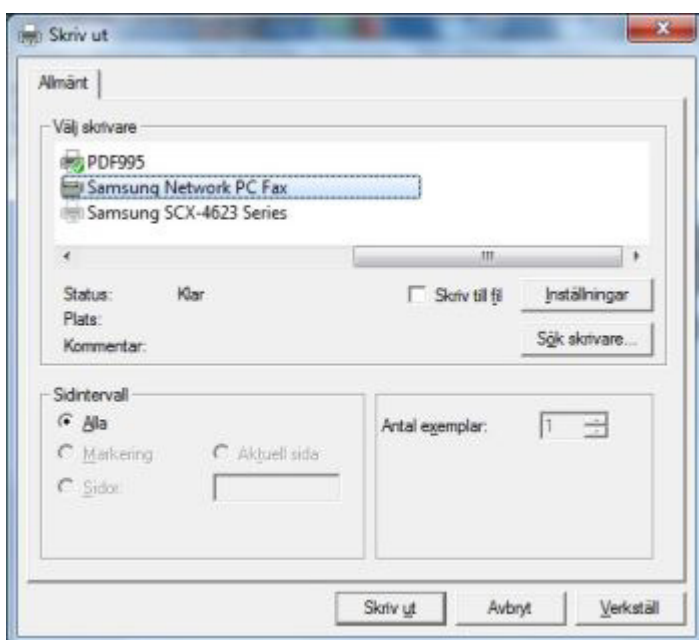 Skriv ut
Allmänt
Välj skrivare
PDF995
Samsung Network PC Fax
Samsung SCX-4623 Series
Status: Klar
Skriv till fil
Inställningar
Plats:
Kommentar:
Sök skrivare...
Sidintervall
Alla
Markering
Aktuell sida
Sidor:
Antal exemplar: 1
Skriv ut
Avbryt
Verkställ